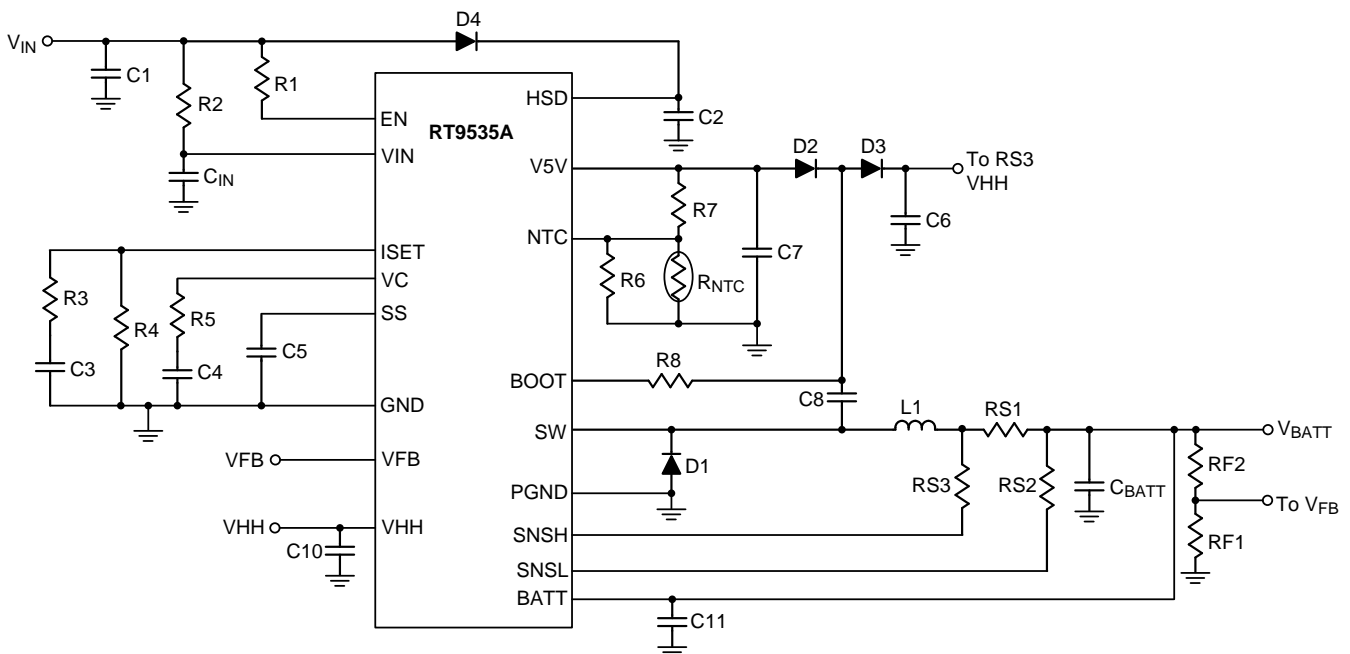 D4
VIN
C1
R2
R1
HSD
C2
EN
RT9535A
VIN
CIN
V5V
D2
D3
To RS3
VHH
C6
R7
NTC
R6
RNTC
C7
ISET
VC
SS
R3
R4
R5
C3
C4
C5
GND
BOOT
R8
C8
SW
L1
RS1
VBATT
VFB
VFB
D1
PGND
RS3
RS2
CBATT
RF2
To VFB
RF1
VHH
VHH
C10
SNSH
SNSL
BATT
C11